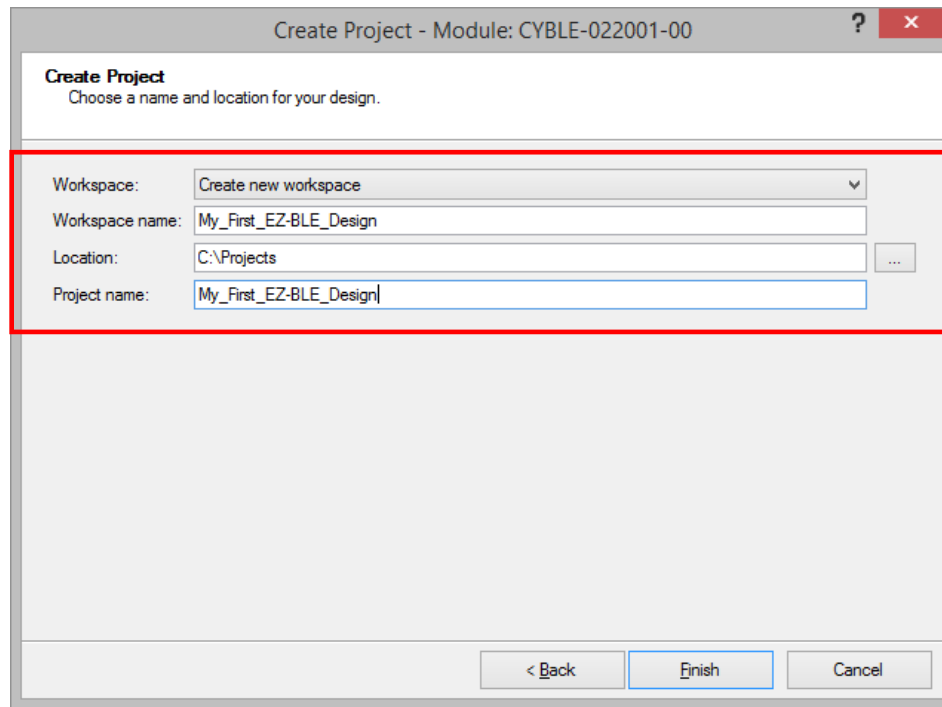 Create Project - Module: CYBLE-022001-00 ? ×
Create Project
Choose a name and location for your design.
Workspace: Create new workspace
Workspace name: My_First_EZ-BLE_Design
Location: C:\Projects ...
Project name: My_First_EZ-BLE_Design
< Back Finish Cancel